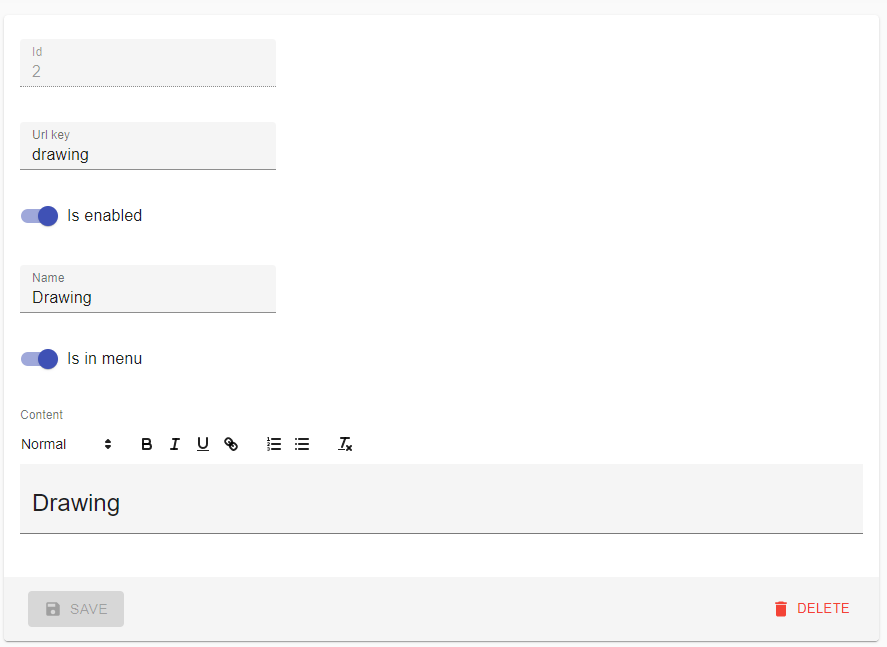 Id
2
Url key
drawing
Is enabled
Name
Drawing
Is in menu
Content
Normal
Drawing
SAVE
DELETE